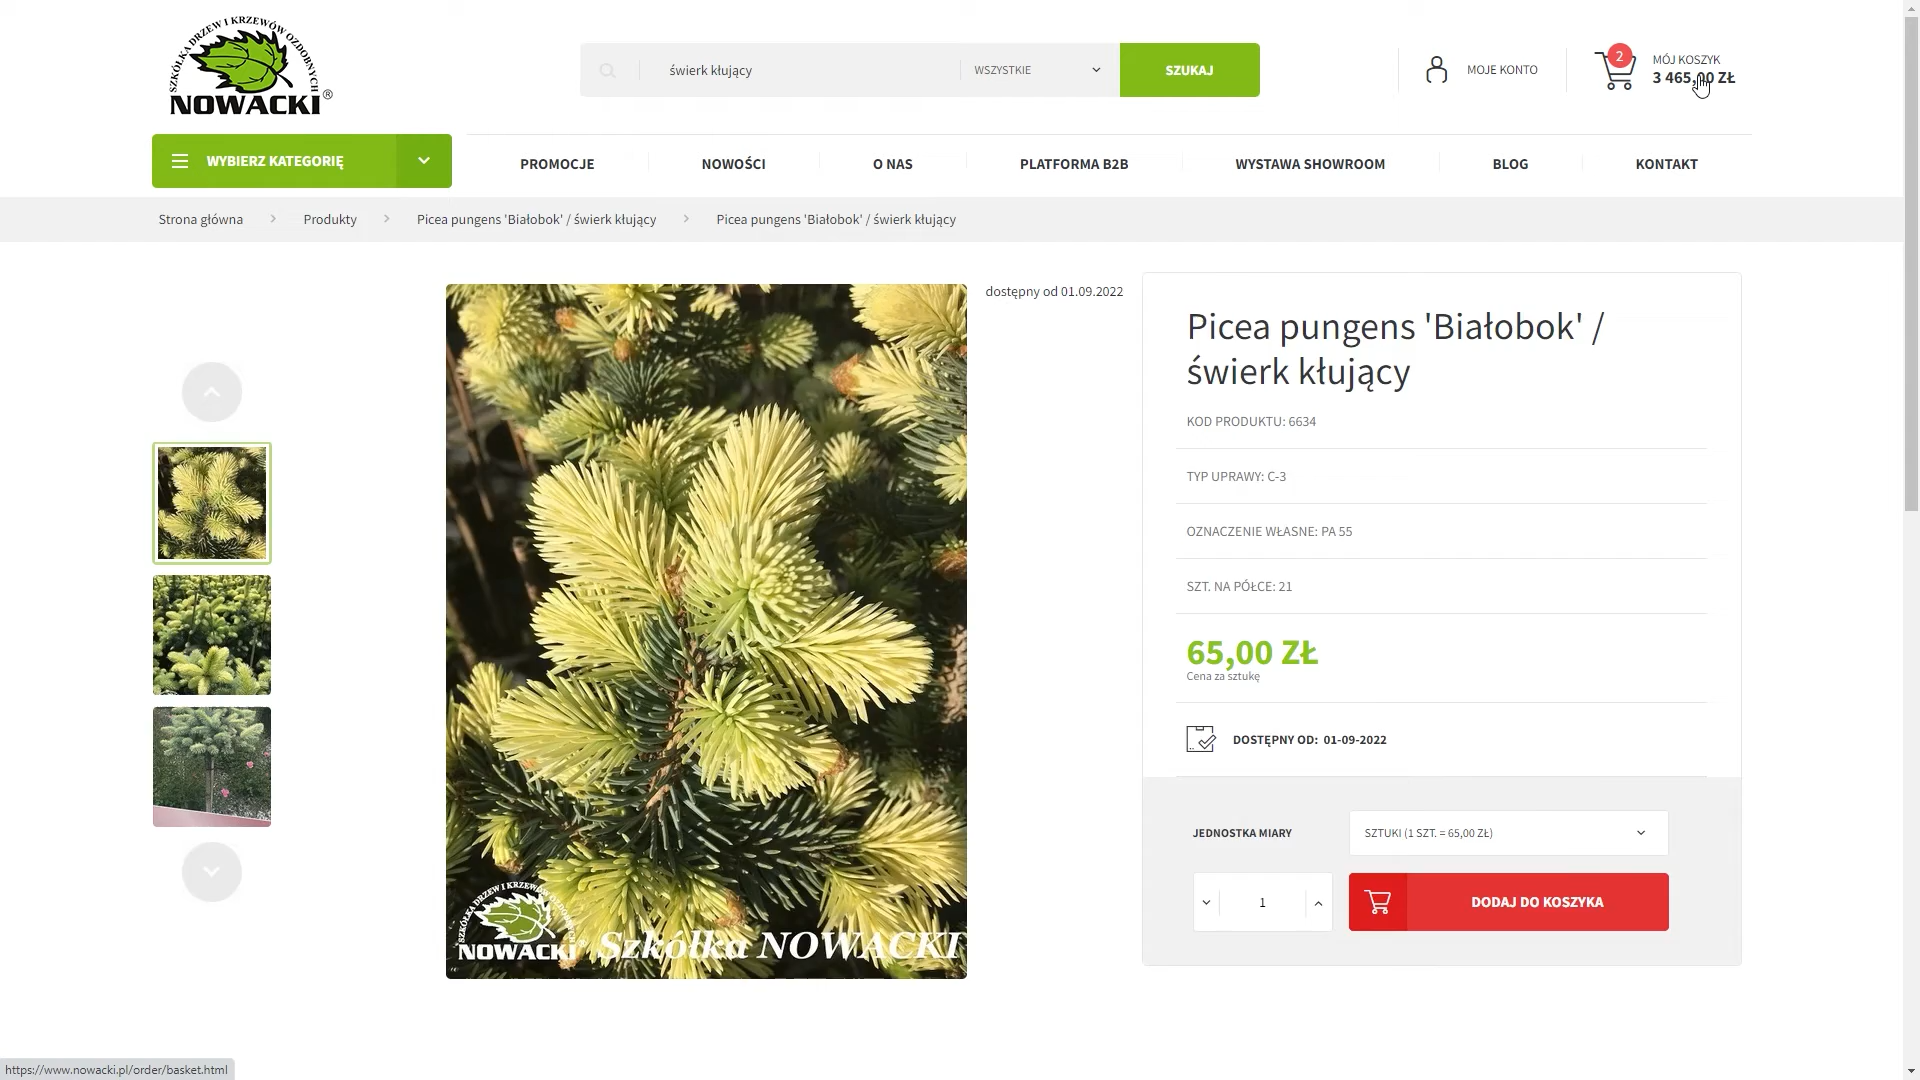 SZKÓŁKA DRZEW I KRZEWÓW OZDOBNYCH
NOWACKI®
świerk kłujący
WSZYSTKIE
SZUKAJ
MOJE KONTO
2
MÓJ KOSZYK
3 465,00 ZŁ
WYBIERZ KATEGORIĘ
PROMOCJE
NOWOŚCI
O NAS
PLATFORMA B2B
WYSTAWA SHOWROOM
BLOG
KONTAKT
Strona główna
Produkty
Picea pungens 'Białobok' / świerk kłujący
Picea pungens 'Białobok' / świerk kłujący
dostępny od 01.09.2022
Picea pungens 'Białobok' /
świerk kłujący
KOD PRODUKTU: 6634
TYP UPRAWY: C-3
OZNACZENIE WŁASNE: PA 55
SZT. NA PÓŁCE: 21
65,00 ZŁ
Cena za sztukę
DOSTĘPNY OD: 01-09-2022
JEDNOSTKA MIARY
SZTUKI (1 SZT. = 65,00 ZŁ)
1
DODAJ DO KOSZYKA
SZKÓŁKA DRZEW I KRZEWÓW OZDOBNYCH
NOWACKI®
Szkółka NOWACKI
https://www.nowacki.pl/order/basket.html